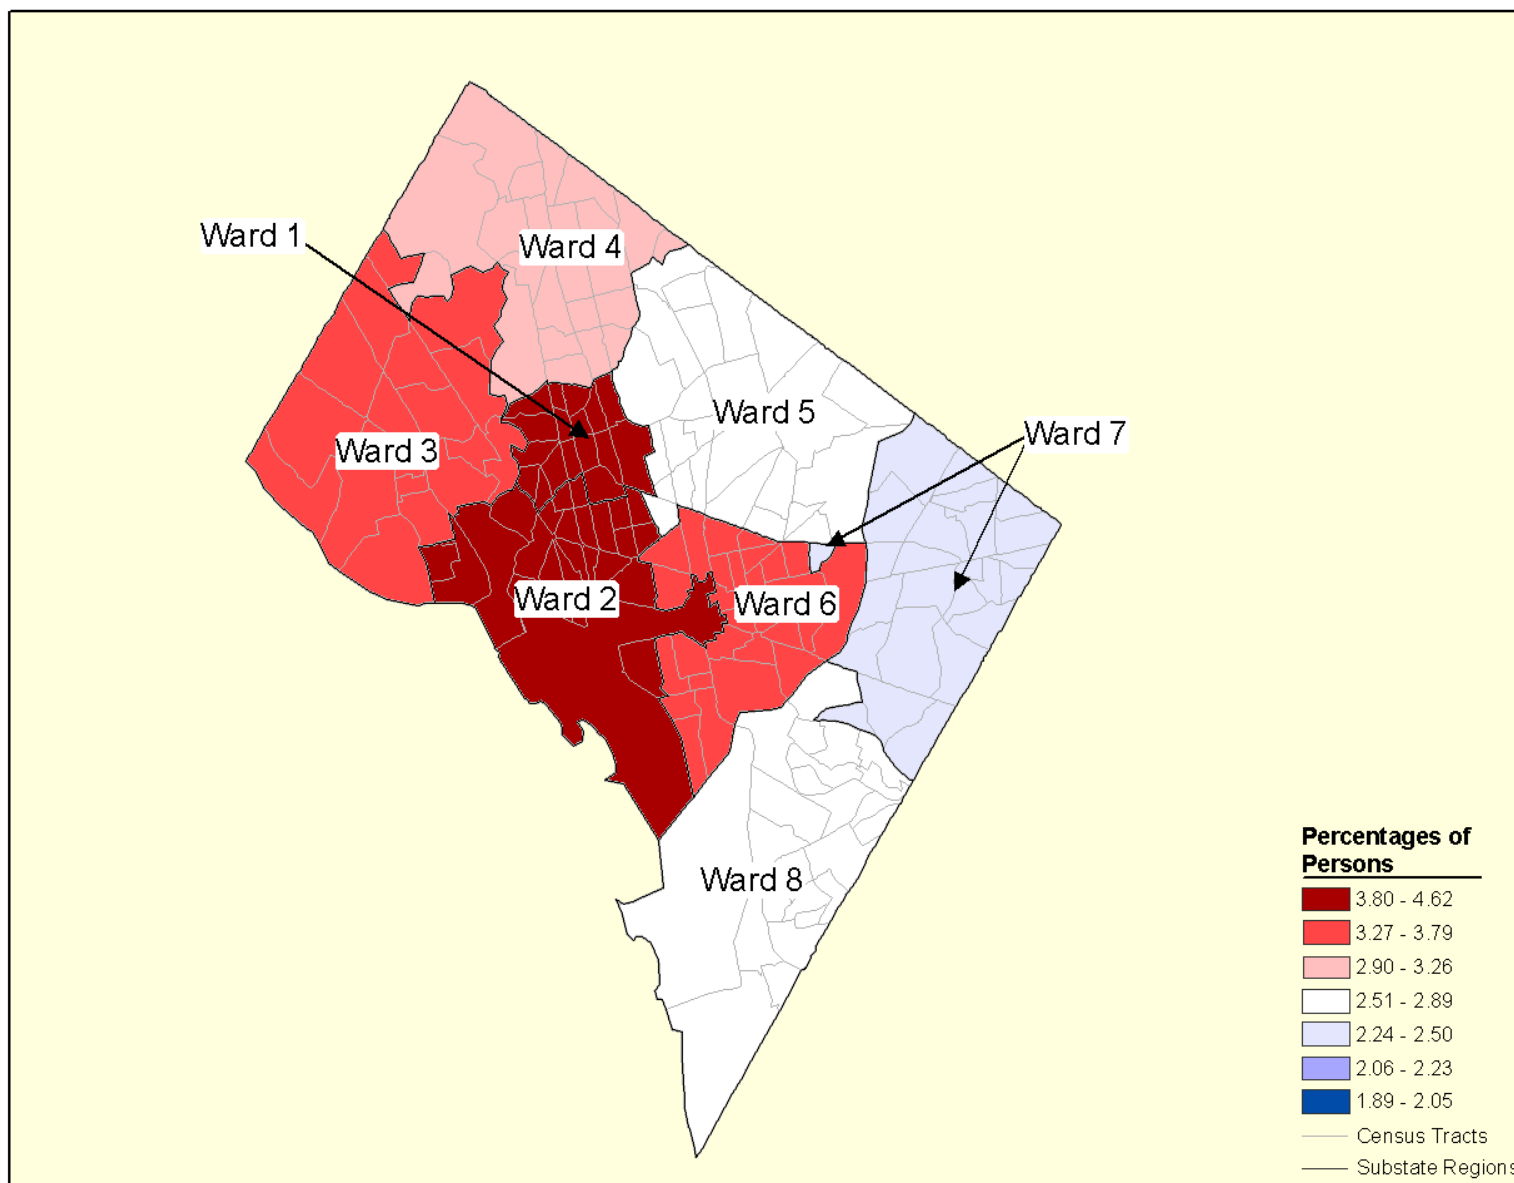 Ward 1
Ward 4
Ward 5
Ward 7
Ward 3
Ward 2
Ward 6
Ward 8
Percentages of
Persons
3.80 - 4.62
3.27 - 3.79
2.90 - 3.26
2.51 - 2.89
2.24 - 2.50
2.06 - 2.23
1.89 - 2.05
Census Tracts
Substate Regions